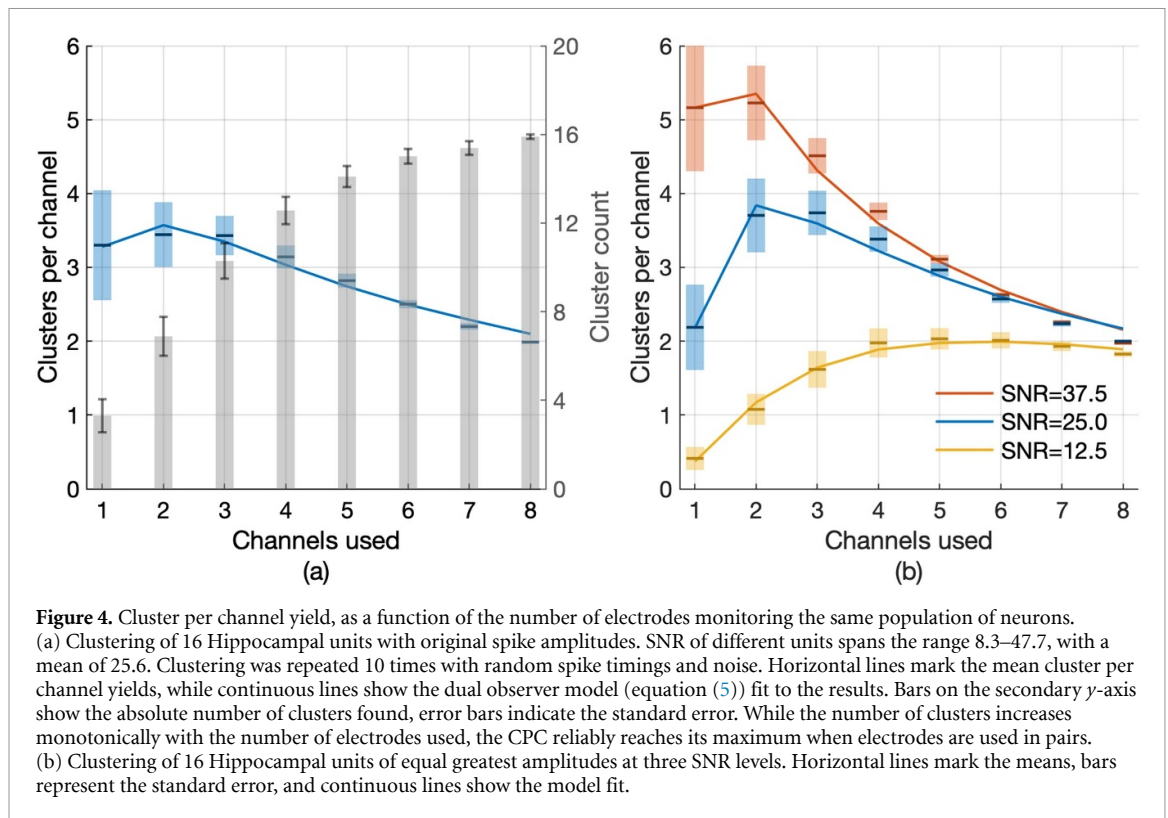 6
5
4
3
2
1
0
Clusters per channel
20
16
12
8
4
0
Cluster count
1 2 3 4 5 6 7 8
Channels used
(a)
6
5
4
3
2
1
0
Clusters per channel
SNR=37.5
SNR=25.0
SNR=12.5
1 2 3 4 5 6 7 8
Channels used
(b)
Figure 4. Cluster per channel yield, as a function of the number of electrodes monitoring the same population of neurons.
(a) Clustering of 16 Hippocampal units with original spike amplitudes. SNR of different units spans the range 8.3–47.7, with a
mean of 25.6. Clustering was repeated 10 times with random spike timings and noise. Horizontal lines mark the mean cluster per
channel yields, while continuous lines show the dual observer model (equation (5)) fit to the results. Bars on the secondary y-axis
show the absolute number of clusters found, error bars indicate the standard error. While the number of clusters increases
monotonically with the number of electrodes used, the CPC reliably reaches its maximum when electrodes are used in pairs.
(b) Clustering of 16 Hippocampal units of equal greatest amplitudes at three SNR levels. Horizontal lines mark the means, bars
represent the standard error, and continuous lines show the model fit.